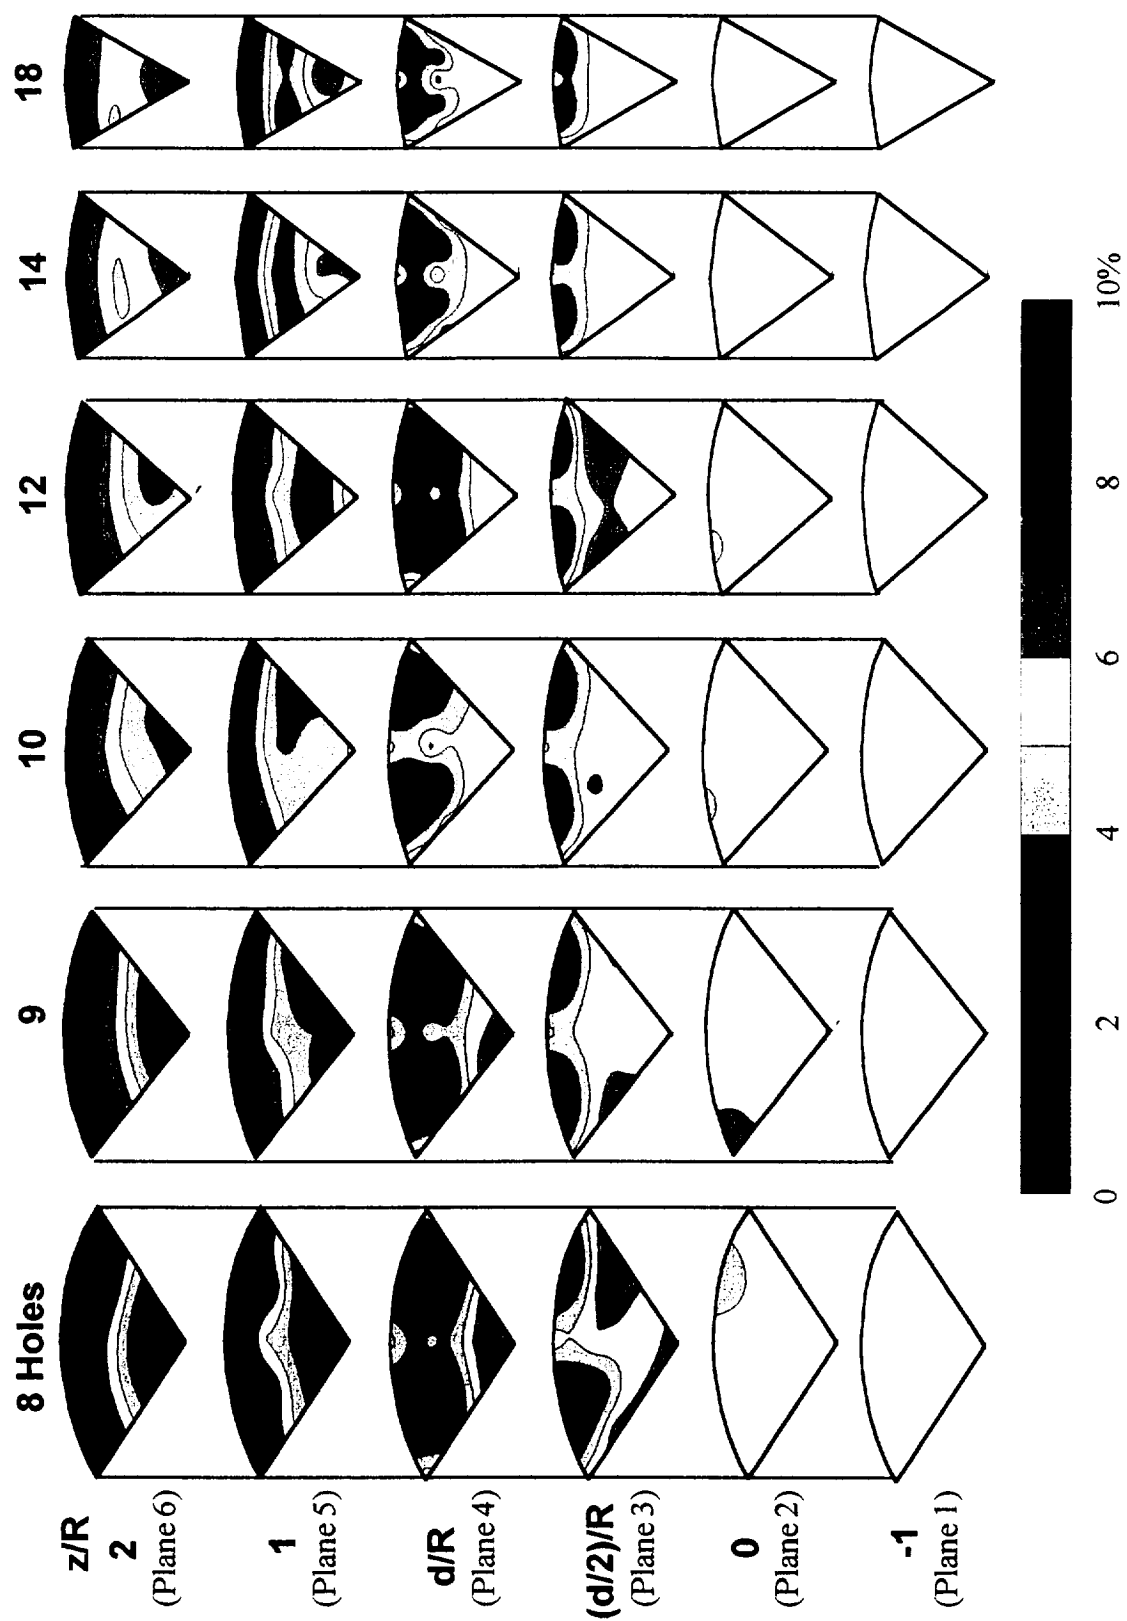 8 Holes 9 10 12 14 18
z/R
2
(Plane 6)
1
(Plane 5)
d/R
(Plane 4)
(d/2)/R
(Plane 3)
0
(Plane 2)
-1
(Plane 1)
0 2 4 6 8 10%